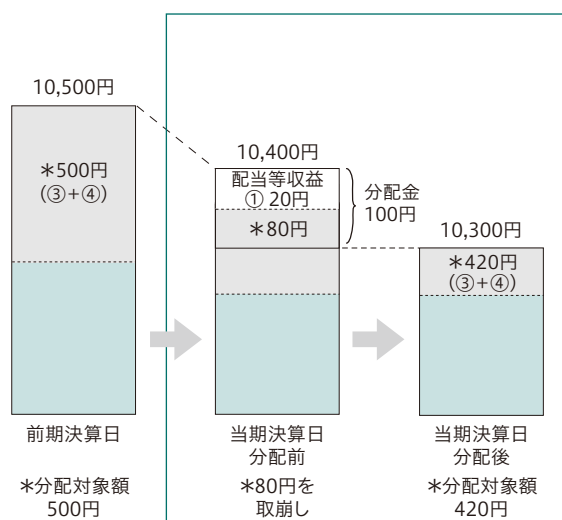 10,500円
＊500円
(③+④)
前期決算日
＊分配対象額
500円
10,400円
配当等収益
① 20円
＊80円
分配金
100円
当期決算日
分配前
＊80円を
取崩し
10,300円
＊420円
(③+④)
当期決算日
分配後
＊分配対象額
420円